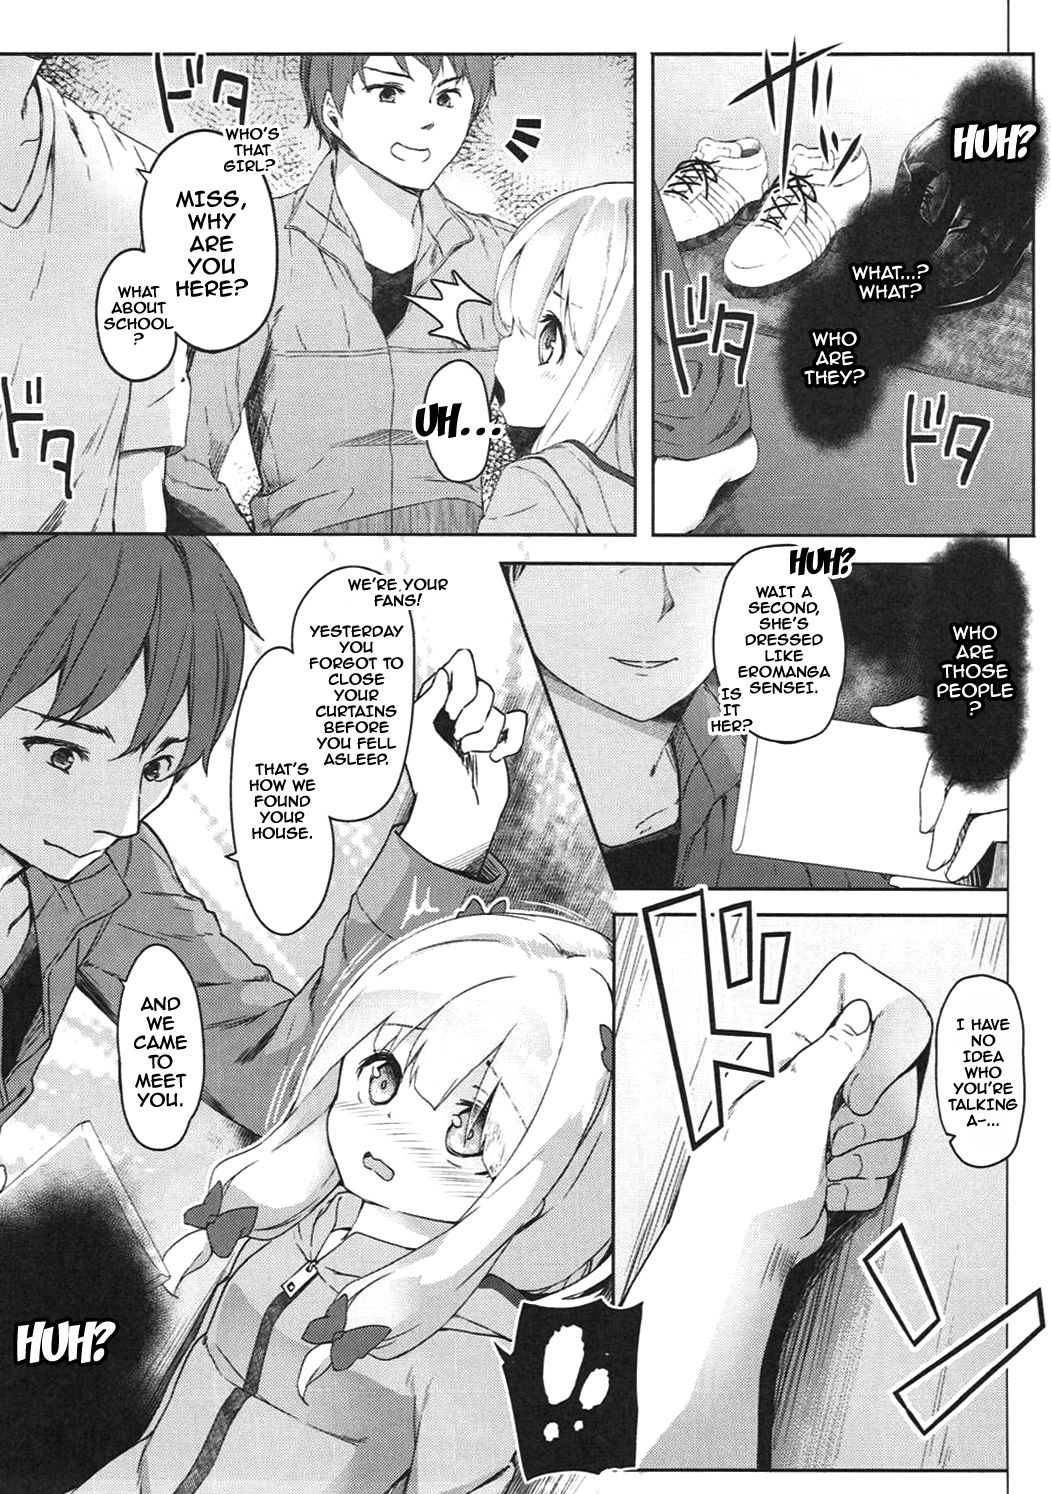 HUH?
WHAT...?
WHAT?
WHO
ARE
THEY?
ドタ
ドタ
ドタ
ドタ
WHO'S
THAT
GIRL?
MISS,
WHY
ARE
YOU
HERE?
WHAT
ABOUT
SCHOOL
?
UH...
WHO
ARE
THOSE
PEOPLE
?
HUH?
WAIT A
SECOND,
SHE'S
DRESSED
LIKE
EROMANGA
SENSEI.
IS
IT
HER?
I HAVE
NO
IDEA
WHO
YOU'RE
TALKING
A-...
ドン
WE'RE YOUR
FANS!
YESTERDAY
YOU
FORGOT TO
CLOSE
YOUR
CURTAINS
BEFORE
YOU FELL
ASLEEP.
THAT'S
HOW WE
FOUND
YOUR
HOUSE.
AND
WE
CAME
TO
MEET
YOU.
HUH?
!!